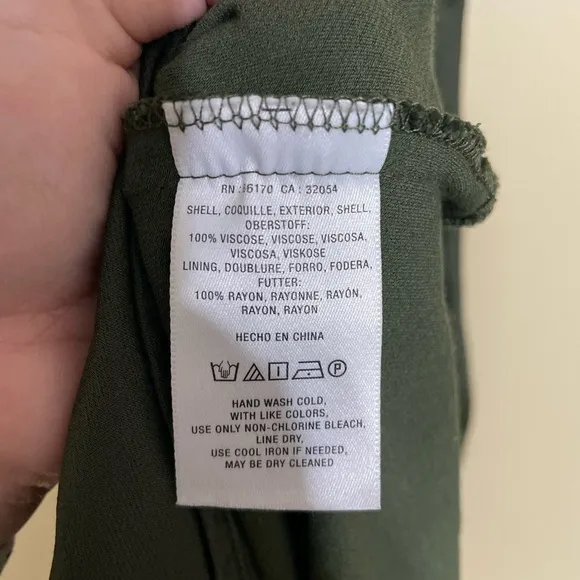 RN : 16170 CA : 32054
SHELL, COQUILLE, EXTERIOR, SHELL,
OBERSTOFF:
100% VISCOSE, VISCOSE, VISCOSA,
VISCOSA, VISKOSE
LINING, DOUBLURE, FORRO, FODERA,
FUTTER:
100% RAYON, RAYONNE, RAYÓN,
RAYON, RAYON
HECHO EN CHINA
P
HAND WASH COLD,
WITH LIKE COLORS,
USE ONLY NON-CHLORINE BLEACH,
LINE DRY,
USE COOL IRON IF NEEDED,
MAY BE DRY CLEANED